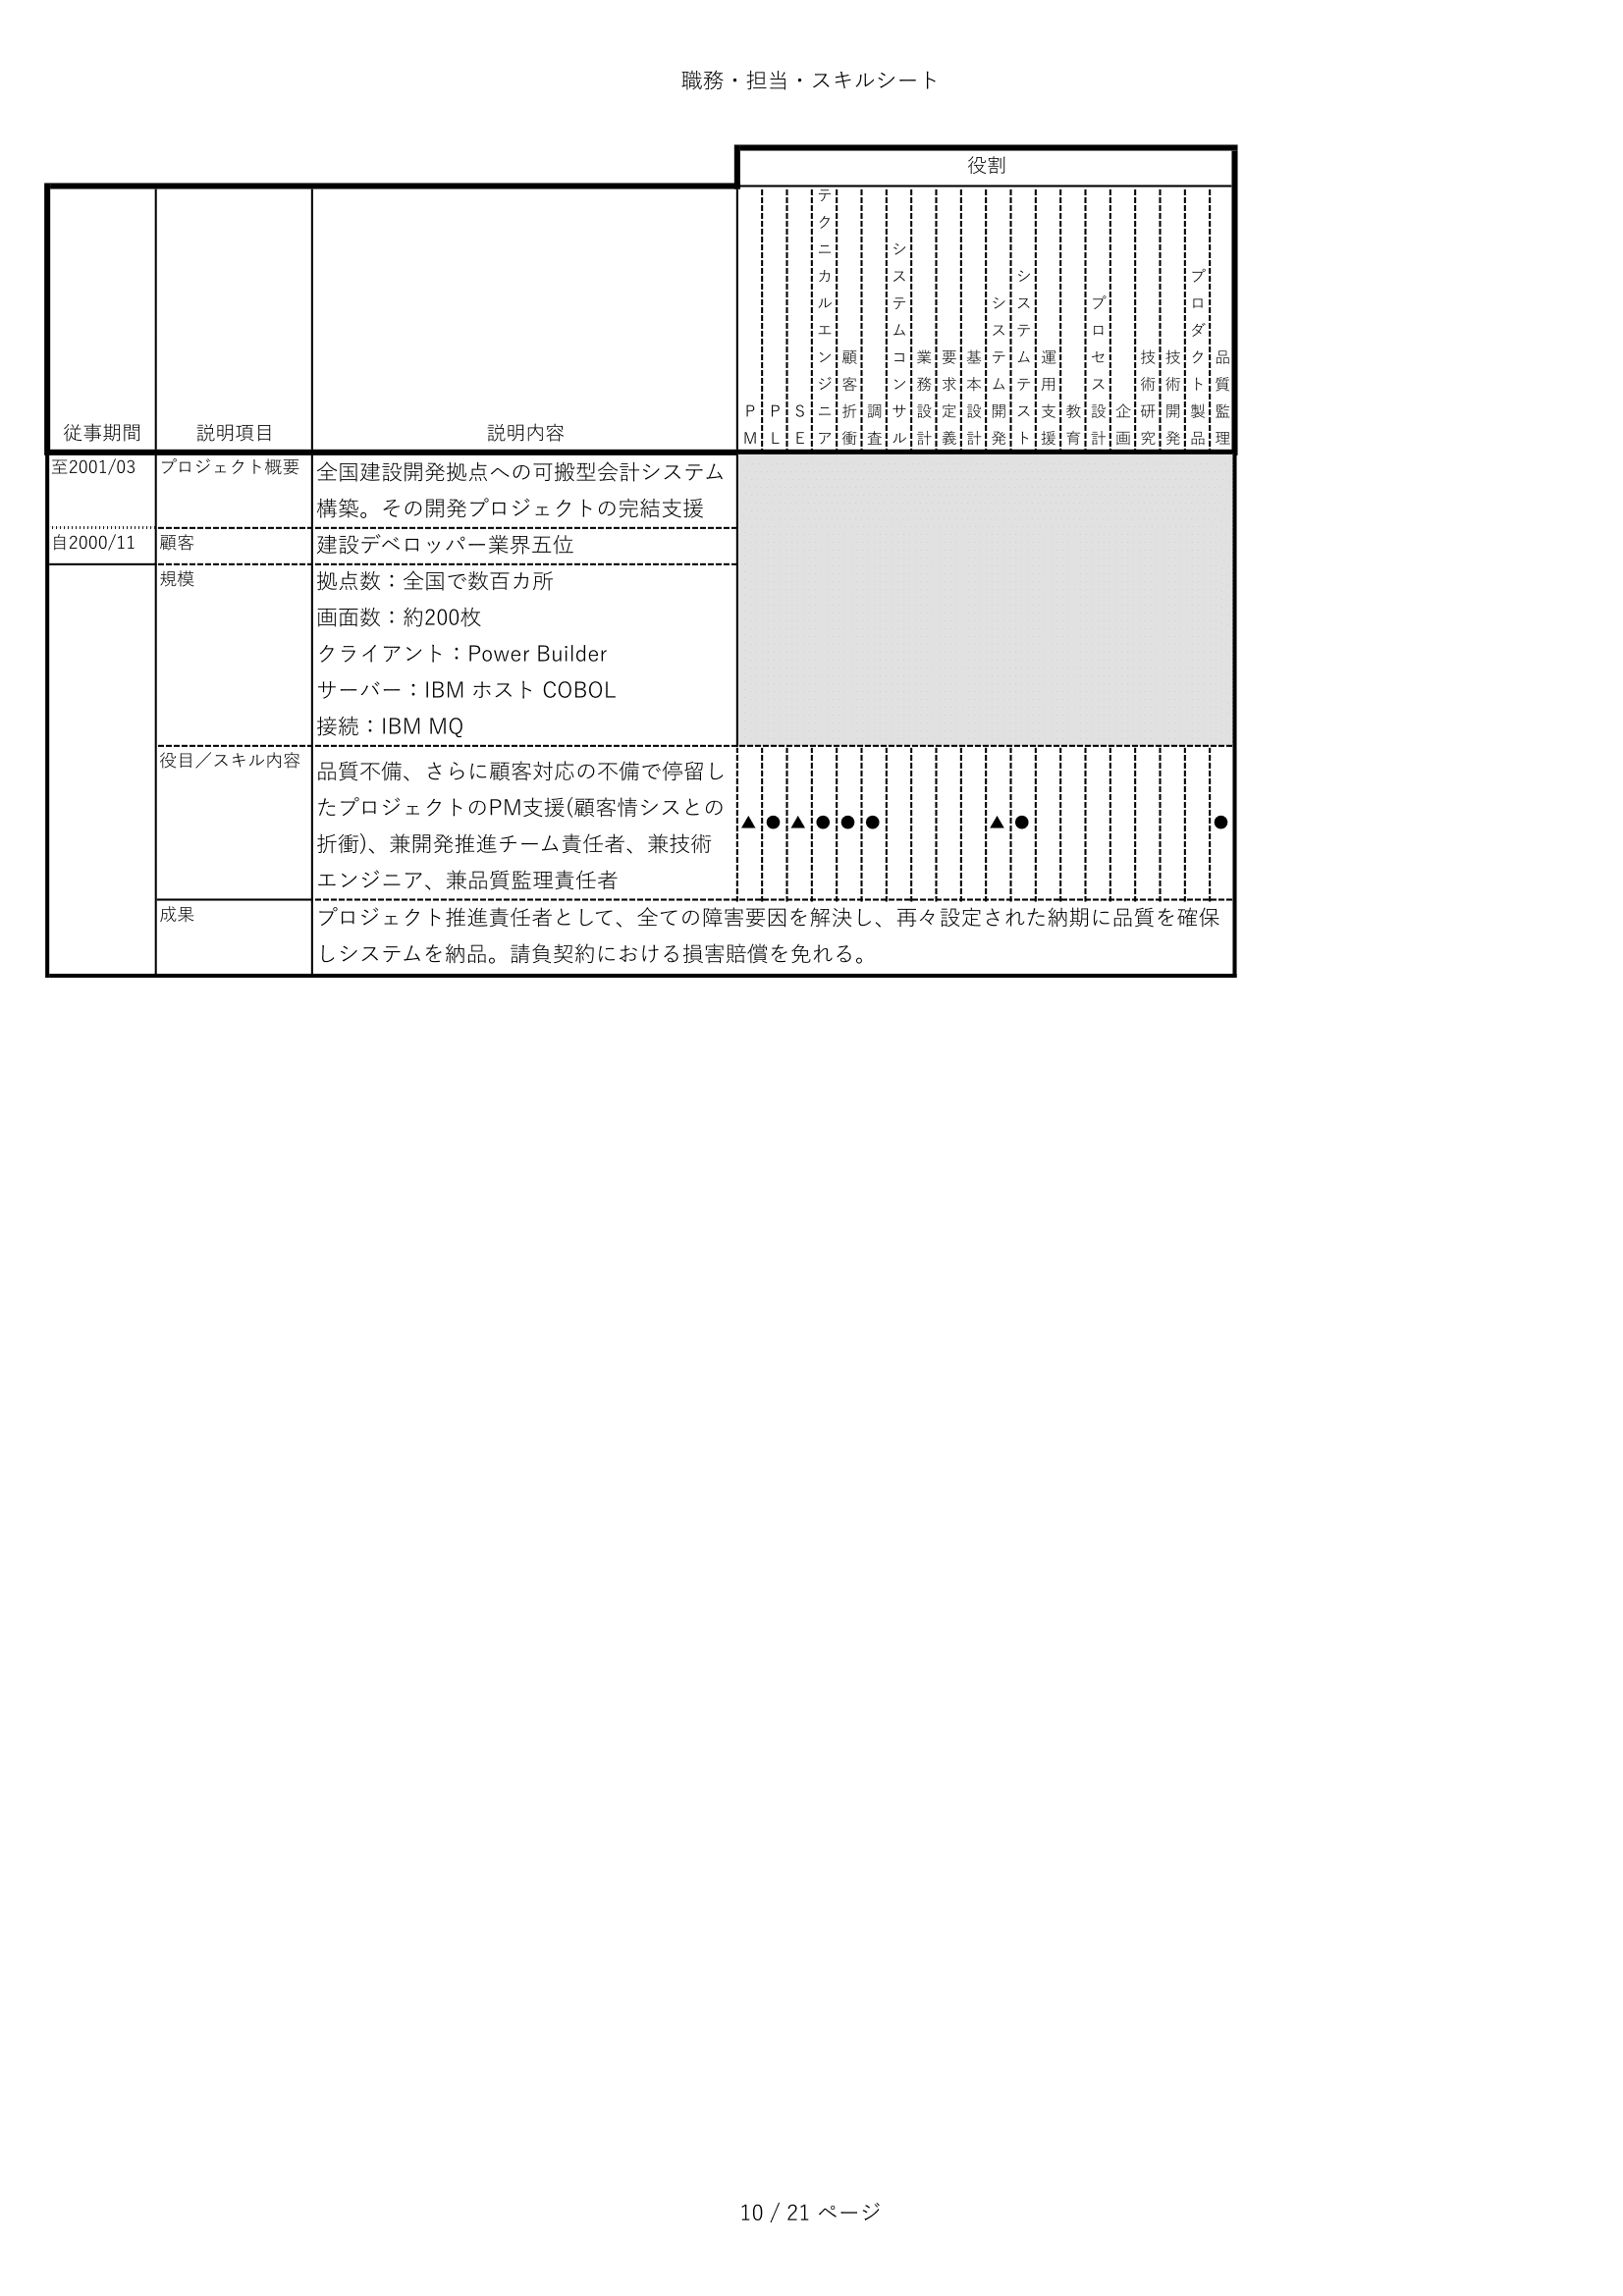 職務・担当・スキルシート
役割
従事期間
説明項目
説明内容
PM
PL
SE
テクニカルエンジニア
顧客折衝
調査
システムコンサル
業務設計
要求定義
基本設計
システム開発
システムテスト
運用支援
教育
プロセス設計
企画
技術研究
技術開発
プロダクト製品
品質監理
至2001/03
プロジェクト概要
全国建設開発拠点への可搬型会計システム
構築。その開発プロジェクトの完結支援
自2000/11
顧客
建設デベロッパー業界五位
規模
拠点数：全国で数百カ所
画面数：約200枚
クライアント：Power Builder
サーバー：IBM ホスト COBOL
接続：IBM MQ
役目／スキル内容
品質不備、さらに顧客対応の不備で停留し
たプロジェクトのPM支援(顧客情シスとの
折衝)、兼開発推進チーム責任者、兼技術
エンジニア、兼品質監理責任者
▲ ● ▲ ● ● ● ▲ ● ●
成果
プロジェクト推進責任者として、全ての障害要因を解決し、再々設定された納期に品質を確保
しシステムを納品。請負契約における損害賠償を免れる。
10 / 21 ページ